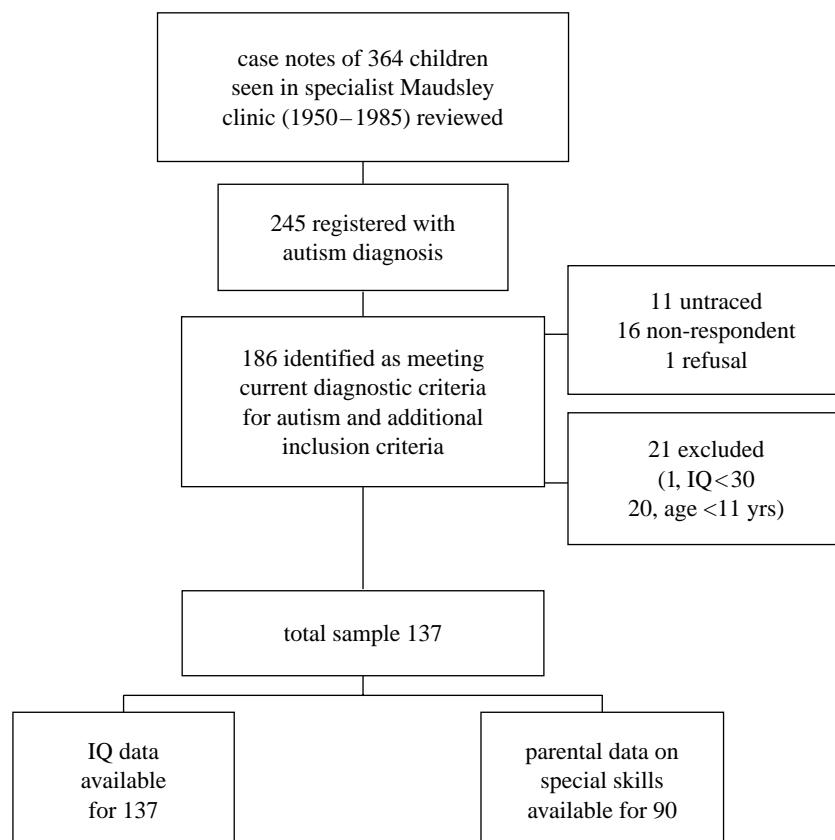 case notes of 364 children
seen in specialist Maudsley
clinic (1950–1985) reviewed
245 registered with
autism diagnosis
11 untraced
16 non-respondent
1 refusal
186 identified as meeting
current diagnostic criteria
for autism and additional
inclusion criteria
21 excluded
(1, IQ<30
20, age <11 yrs)
total sample 137
IQ data
available
for 137
parental data on
special skills
available for 90